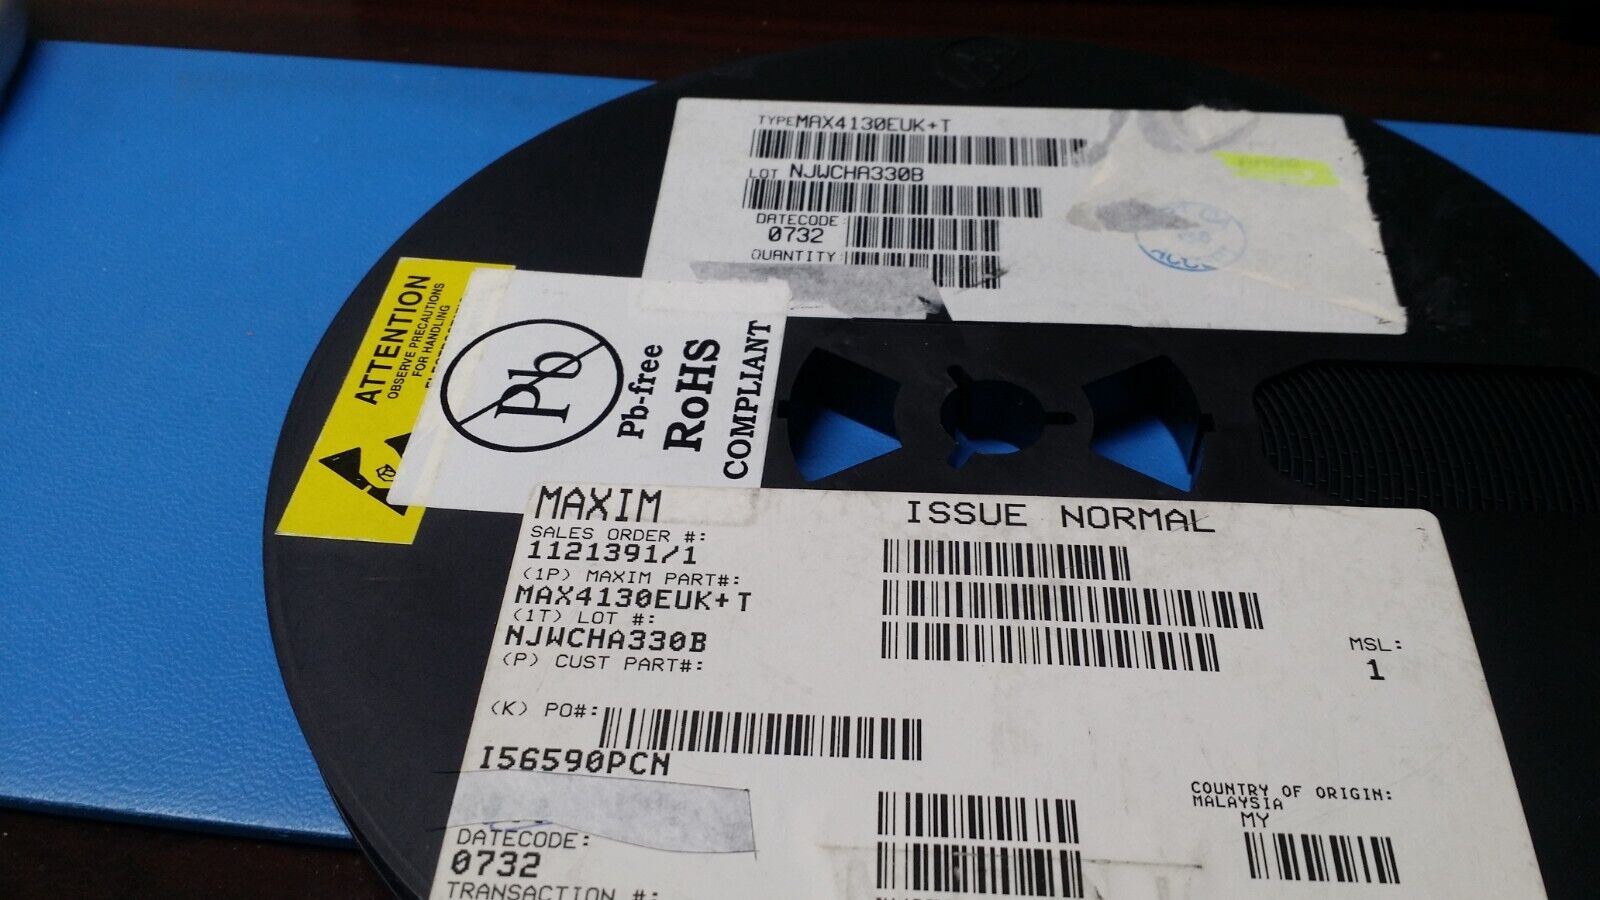 TYPE MAX4130EUK+T
LOT NJWCHA330B
DATECODE
0732
QUANTITY
ATTENTION
OBSERVE PRECAUTIONS
FOR HANDLING
Pb
Pb-free
RoHS
COMPLIANT
MAXIM ISSUE NORMAL
SALES ORDER #:
1121391/1
(1P) MAXIM PART#:
MAX4130EUK+T
(1T) LOT #:
NJWCHA330B
(P) CUST PART#:
MSL:
1
(K) PO#:
I56590PCN
COUNTRY OF ORIGIN:
MALAYSIA
MY
DATECODE:
0732
TRANSACTION #: